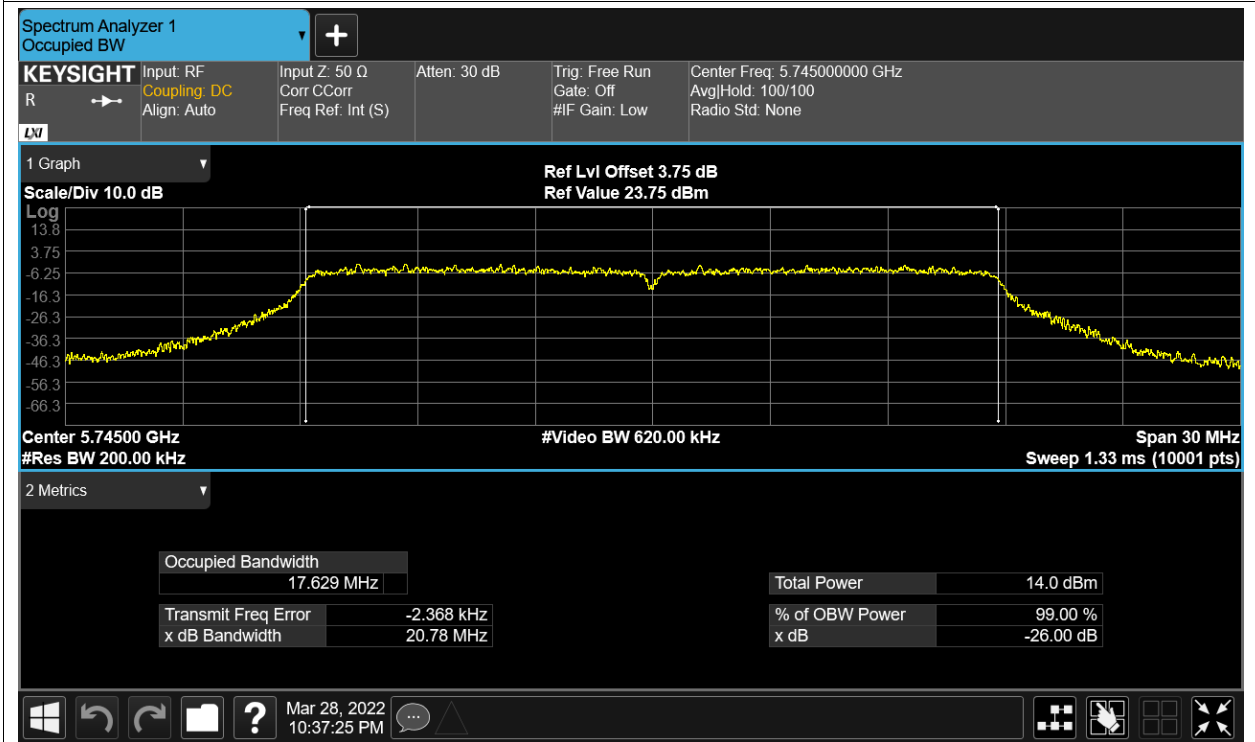 Spectrum Analyzer 1
Occupied BW
KEYSIGHT
R
LXI
Input: RF
Coupling: DC
Align: Auto
Input Z: 50 Ω
Corr CCorr
Freq Ref: Int (S)
Atten: 30 dB
Trig: Free Run
Gate: Off
#IF Gain: Low
Center Freq: 5.745000000 GHz
Avg|Hold: 100/100
Radio Std: None
1 Graph
Ref Lvl Offset 3.75 dB
Scale/Div 10.0 dB
Ref Value 23.75 dBm
Log
13.8
3.75
-6.25
-16.3
-26.3
-36.3
-46.3
-56.3
-66.3
Center 5.74500 GHz
#Video BW 620.00 kHz
Span 30 MHz
#Res BW 200.00 kHz
Sweep 1.33 ms (10001 pts)
2 Metrics
Occupied Bandwidth
17.629 MHz
Total Power 14.0 dBm
Transmit Freq Error -2.368 kHz
% of OBW Power 99.00 %
x dB Bandwidth 20.78 MHz
x dB -26.00 dB
?
Mar 28, 2022
10:37:25 PM